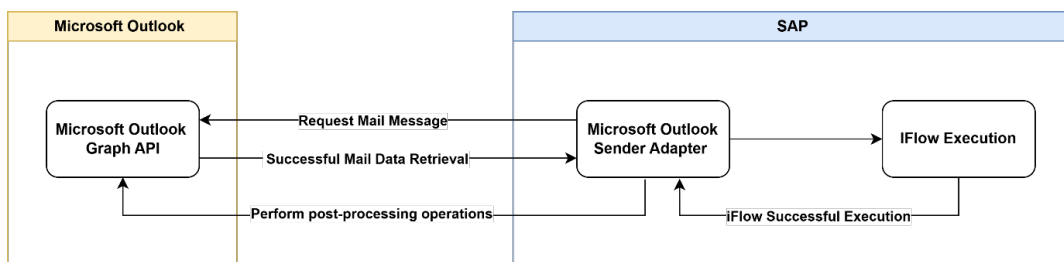 Microsoft Outlook
SAP
Microsoft Outlook
Graph API
Request Mail Message
Successful Mail Data Retrieval
Perform post-processing operations
Microsoft Outlook
Sender Adapter
IFlow Execution
iFlow Successful Execution